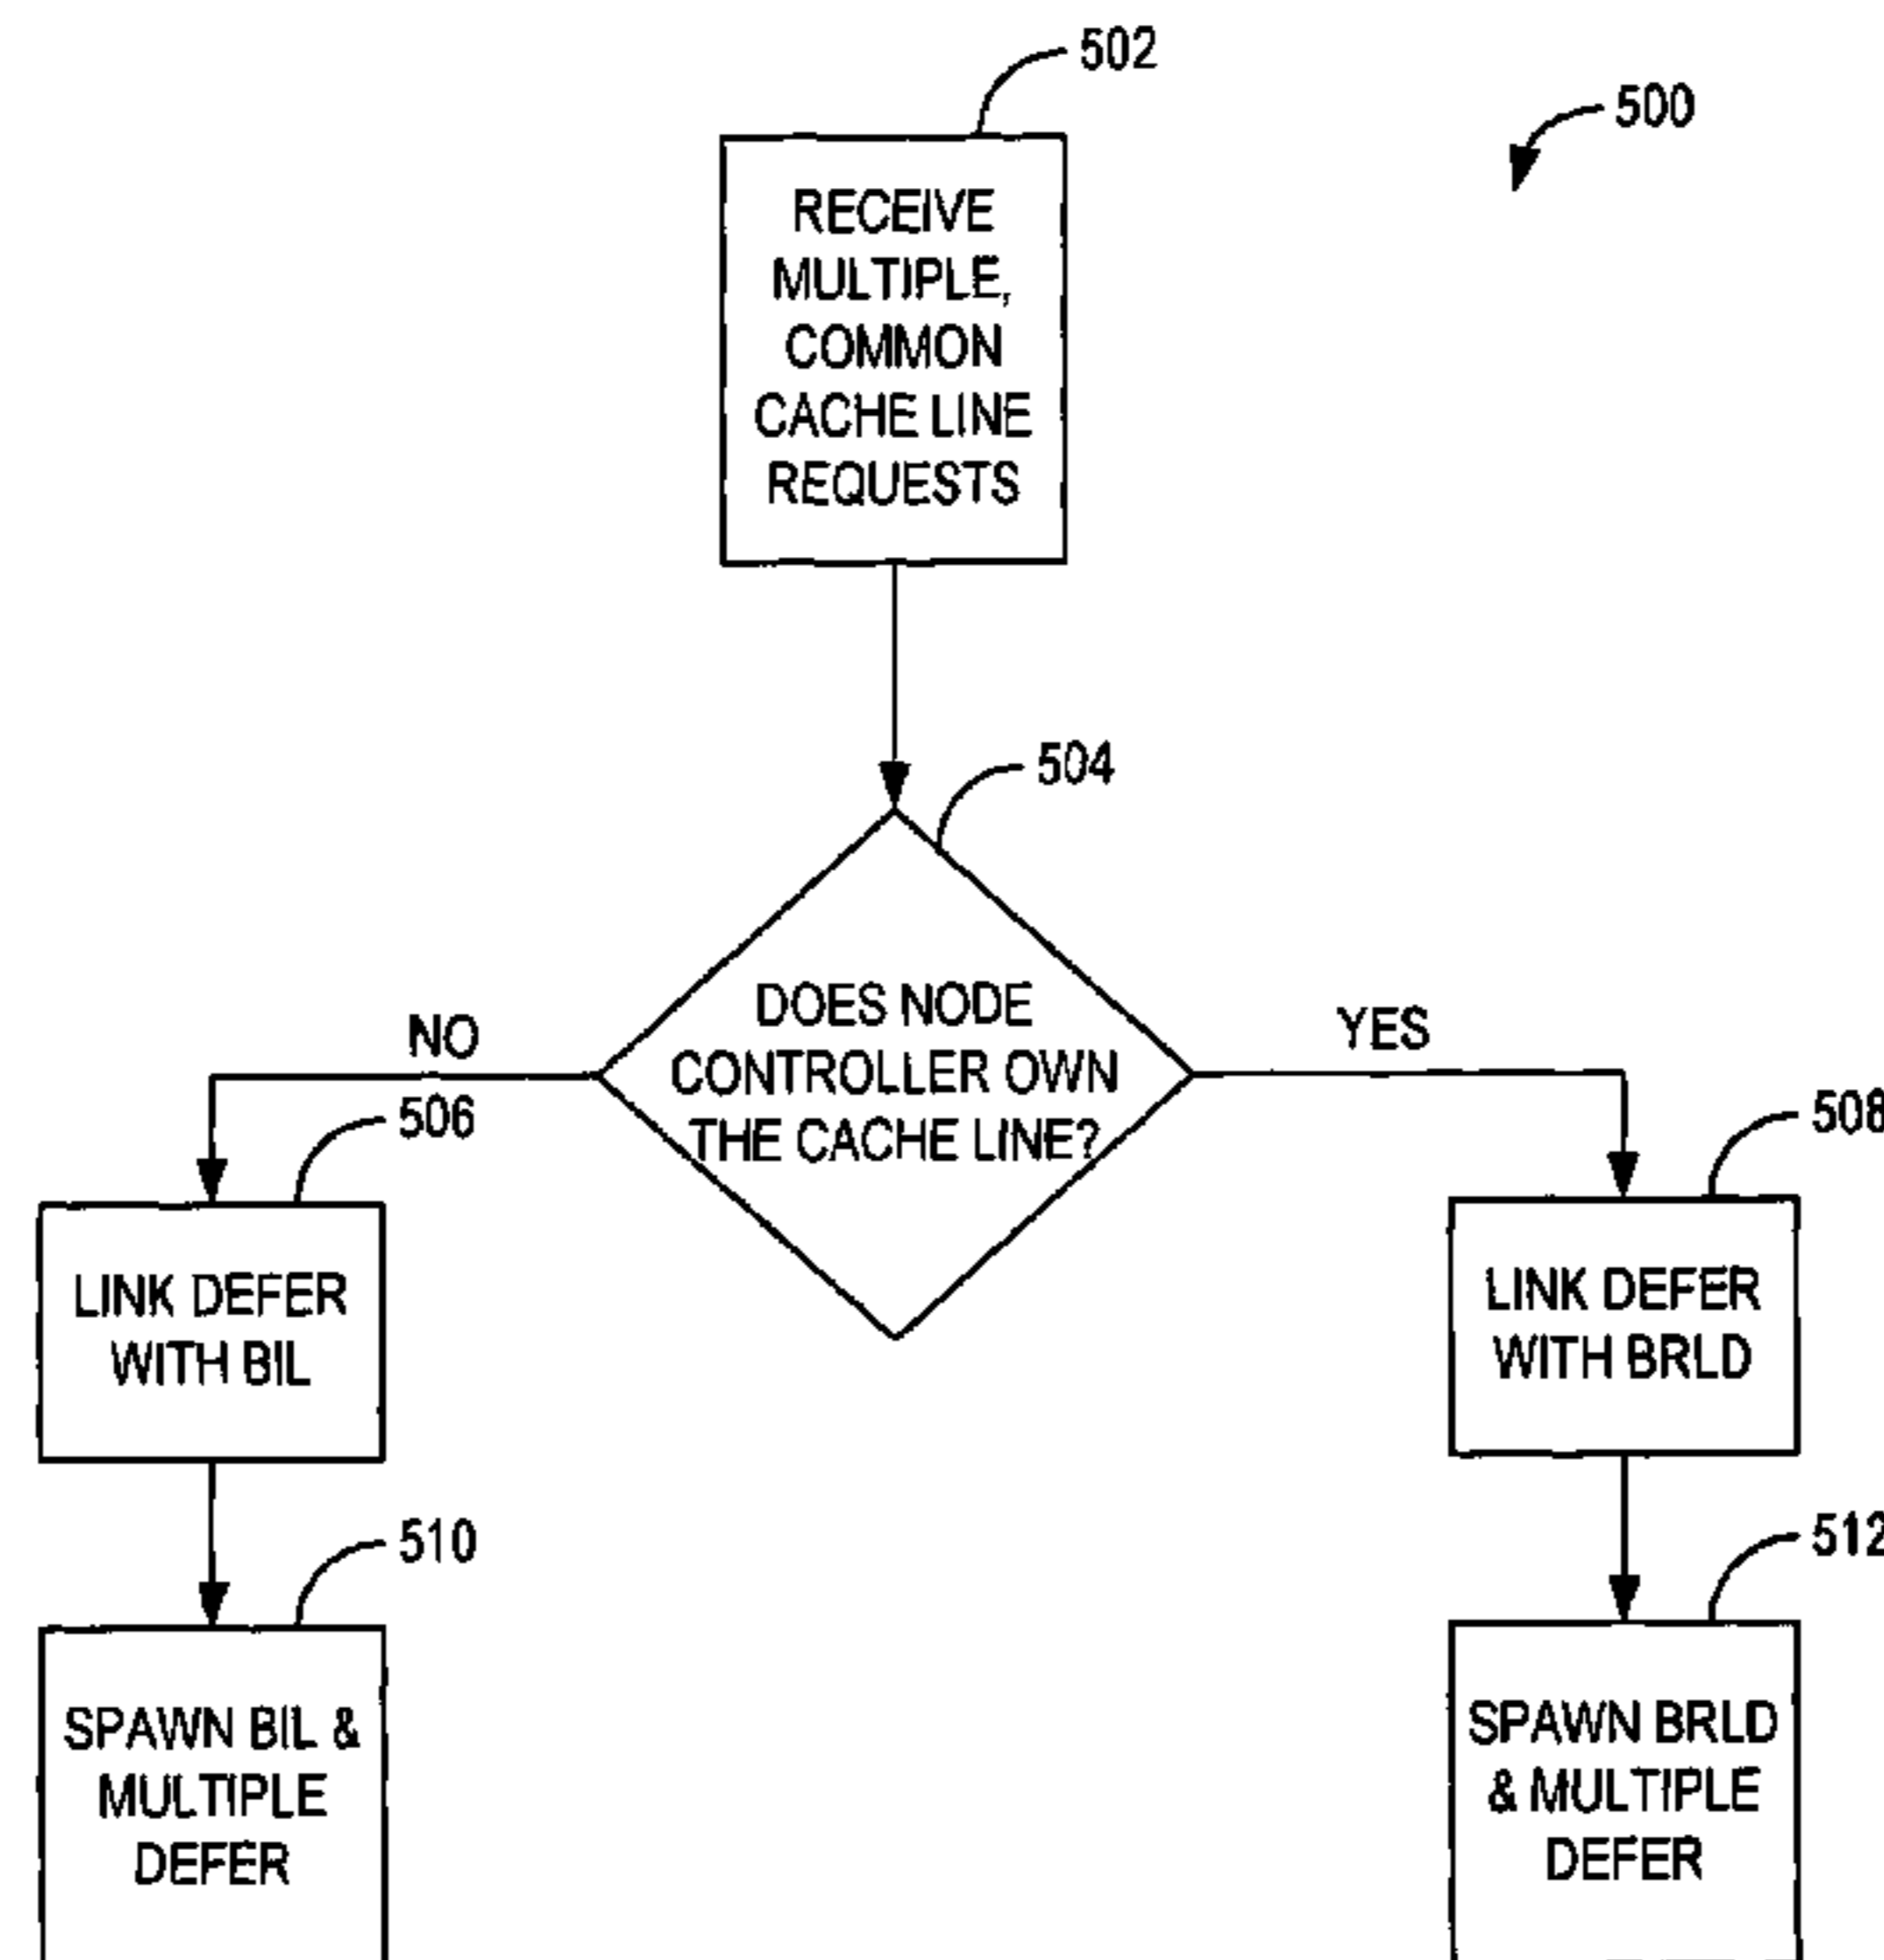 502
500
RECEIVE
MULTIPLE,
COMMON
CACHE LINE
REQUESTS
504
DOES NODE
CONTROLLER OWN
THE CACHE LINE?
NO
YES
506
508
LINK DEFER
WITH BIL
LINK DEFER
WITH BRLD
510
512
SPAWN BIL &
MULTIPLE
DEFER
SPAWN BRLD
& MULTIPLE
DEFER